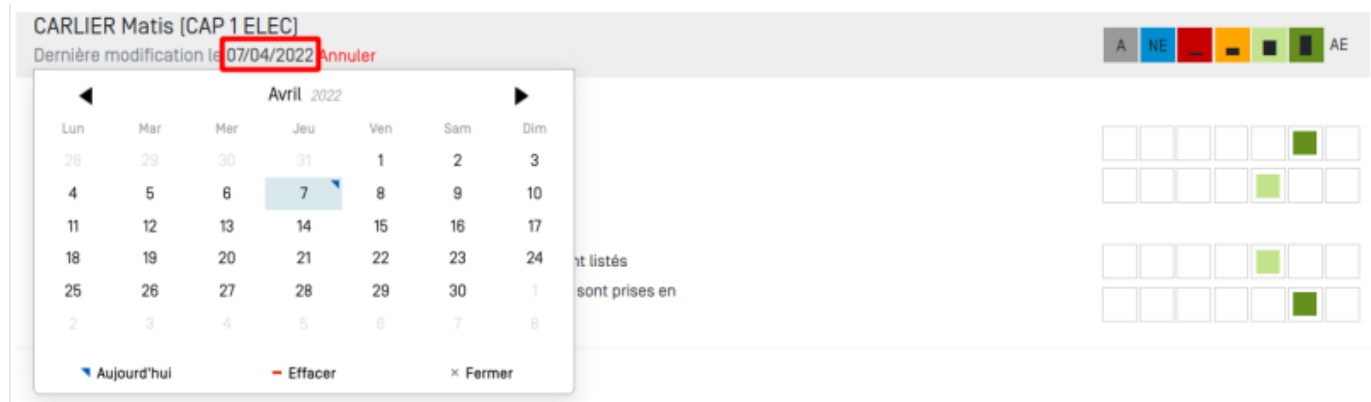 CARLIER Matis (CAP 1 ELEC)
Dernière modification le 07/04/2022 Annuler
A NE AE
Avril 2022
Lun Mar Mer Jeu Ven Sam Dim
28 29 30 31 1 2 3
4 5 6 7 8 9 10
11 12 13 14 15 16 17
18 19 20 21 22 23 24
nt listés
25 26 27 28 29 30 1
sont prises en
2 3 4 5 6 7 8
Aujourd'hui Effacer × Fermer